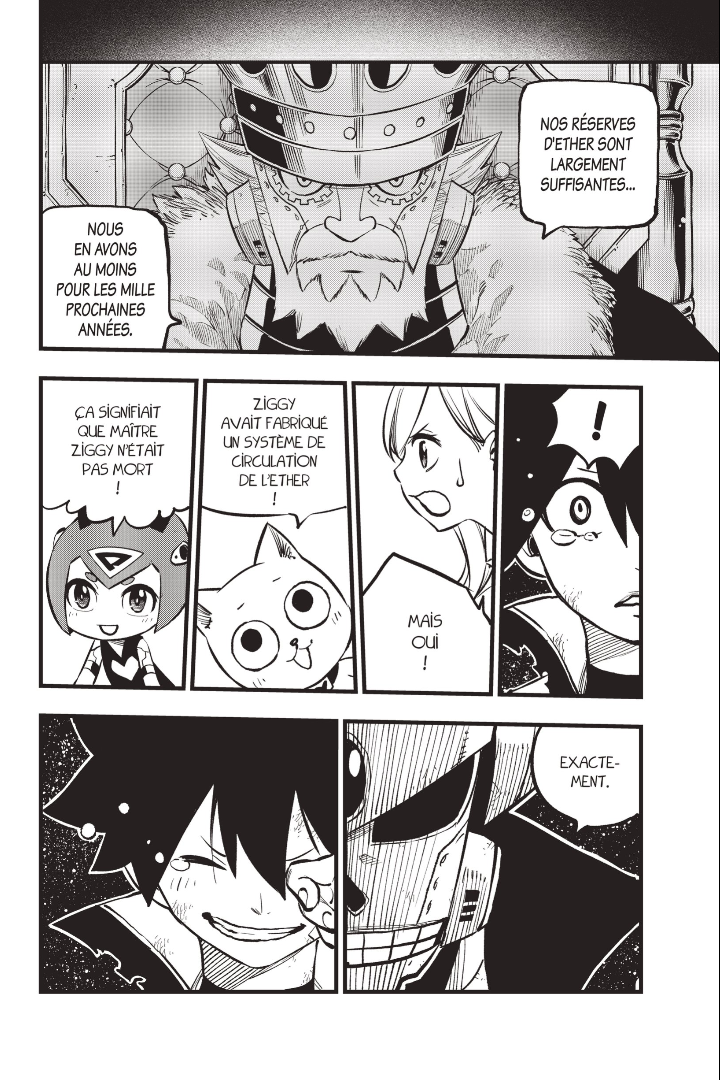 NOS RÉSERVES
D'ETHER SONT
LARGEMENT
SUFFISANTES...
NOUS
EN AVONS
AU MOINS
POUR LES MILLE
PROCHAINES
ANNÉES.
!
MAIS
OUI
!
ZIGGY
AVAIT FABRIQUÉ
UN SYSTÈME DE
CIRCULATION
DE L'ETHER
!
ÇA SIGNIFIAIT
QUE MAÎTRE
ZIGGY N'ÉTAIT
PAS MORT
!
EXACTE-
MENT.